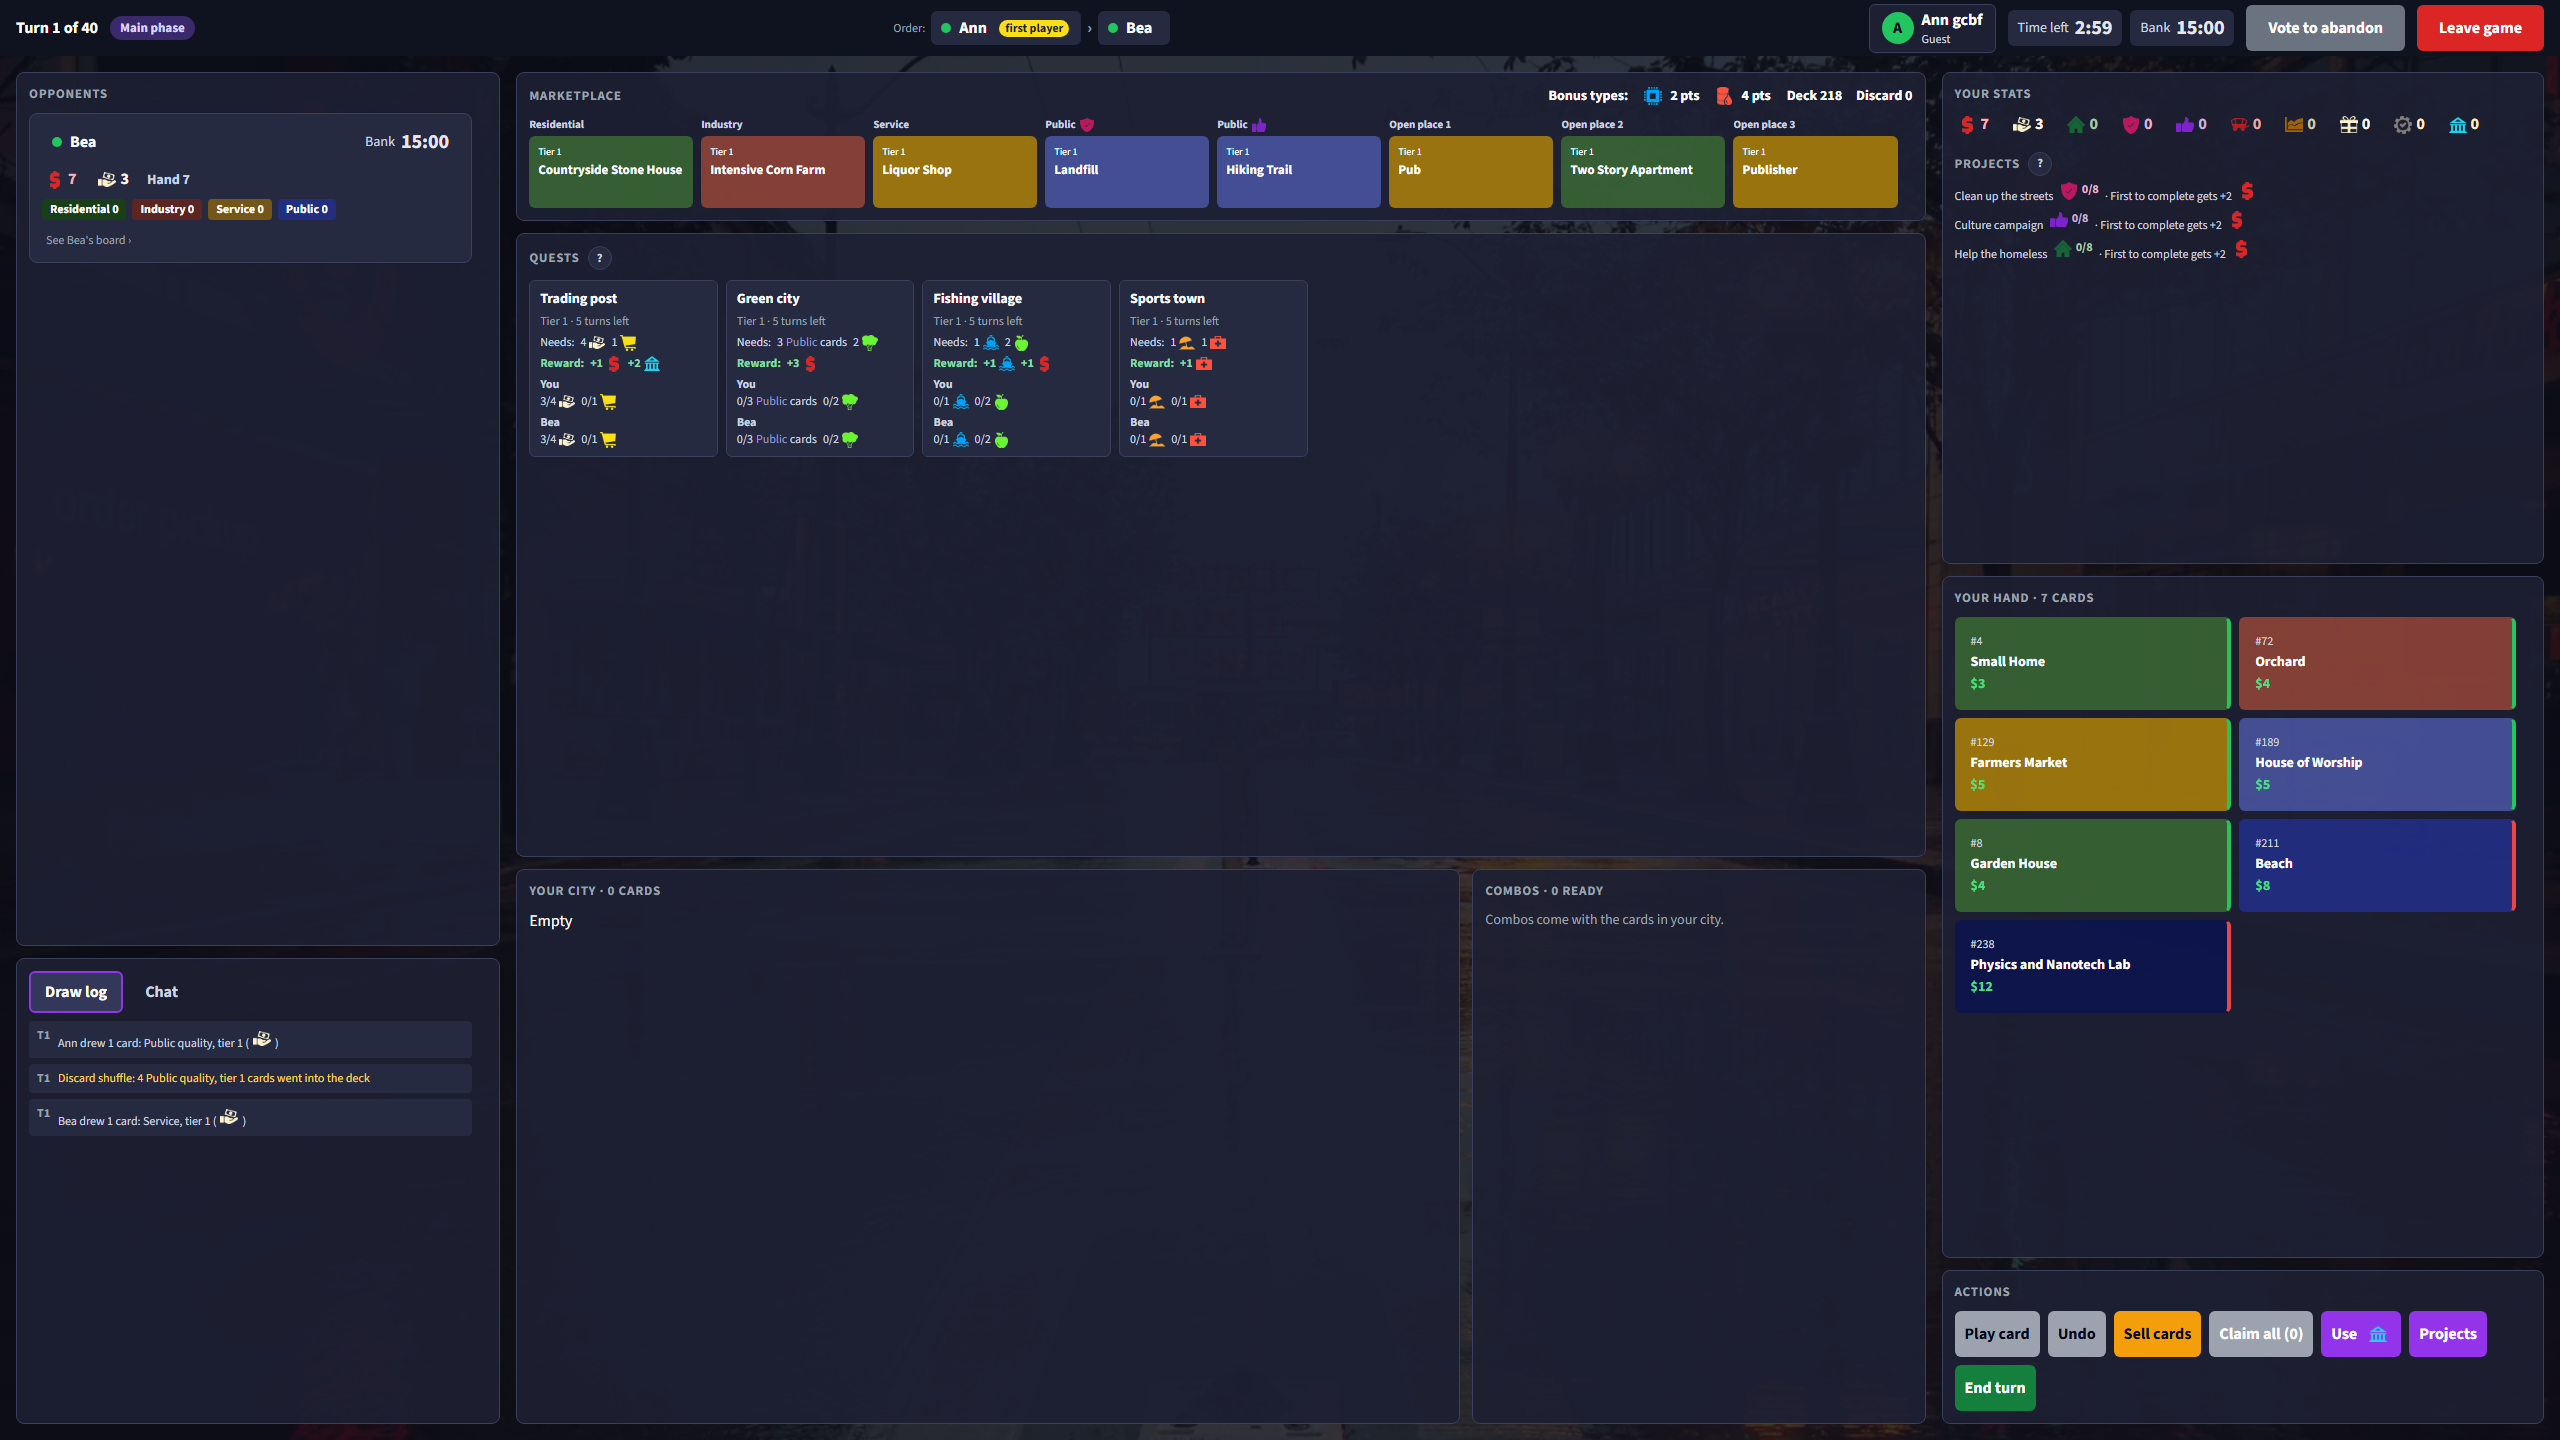 Turn 1 of 40 Main phase
Order: Ann first player › Bea
A Ann gcbf Guest
Time left 2:59 Bank 15:00 Vote to abandon Leave game
OPPONENTS
Bea Bank 15:00
7 3 Hand 7
Residential 0 Industry 0 Service 0 Public 0
See Bea's board ›
Draw log Chat
T1 Ann drew 1 card: Public quality, tier 1 ( )
T1 Discard shuffle: 4 Public quality, tier 1 cards went into the deck
T1 Bea drew 1 card: Service, tier 1 ( )
MARKETPLACE Bonus types: 2 pts 4 pts Deck 218 Discard 0
Residential Industry Service Public Public Open place 1 Open place 2 Open place 3
Tier 1 Tier 1 Tier 1 Tier 1 Tier 1 Tier 1 Tier 1 Tier 1
Countryside Stone House Intensive Corn Farm Liquor Shop Landfill Hiking Trail Pub Two Story Apartment Publisher
QUESTS ?
Trading post
Tier 1 · 5 turns left
Needs: 4 1
Reward: +1 $ +2
You
3/4 0/1
Bea
3/4 0/1
Green city
Tier 1 · 5 turns left
Needs: 3 Public cards 2
Reward: +3 $
You
0/3 Public cards 0/2
Bea
0/3 Public cards 0/2
Fishing village
Tier 1 · 5 turns left
Needs: 1 2
Reward: +1 +1 $
You
0/1 0/2
Bea
0/1 0/2
Sports town
Tier 1 · 5 turns left
Needs: 1 1
Reward: +1
You
0/1 0/1
Bea
0/1 0/1
YOUR CITY · 0 CARDS
Empty
COMBOS · 0 READY
Combos come with the cards in your city.
YOUR STATS
$ 7 3 0 0 0 0 0 0 0 0
PROJECTS ?
Clean up the streets 0/8 · First to complete gets +2 $
Culture campaign 0/8 · First to complete gets +2 $
Help the homeless 0/8 · First to complete gets +2 $
YOUR HAND · 7 CARDS
#4
Small Home
$3
#72
Orchard
$4
#129
Farmers Market
$5
#189
House of Worship
$5
#8
Garden House
$4
#211
Beach
$8
#238
Physics and Nanotech Lab
$12
ACTIONS
Play card Undo Sell cards Claim all (0) Use Projects
End turn